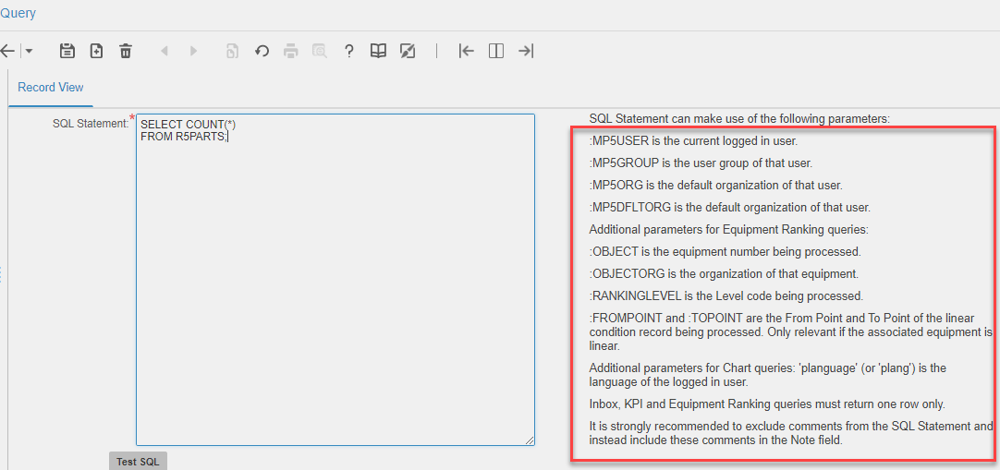 Query
Record View
SQL Statement:*
SELECT COUNT(*)
FROM R5PARTS;
SQL Statement can make use of the following parameters:
:MP5USER is the current logged in user.
:MP5GROUP is the user group of that user.
:MP5ORG is the default organization of that user.
:MP5DFLTORG is the default organization of that user.
Additional parameters for Equipment Ranking queries:
:OBJECT is the equipment number being processed.
:OBJECTORG is the organization of that equipment.
:RANKINGLEVEL is the Level code being processed.
:FROMPOINT and :TOPOINT are the From Point and To Point of the linear
condition record being processed. Only relevant if the associated equipment is
linear.
Additional parameters for Chart queries: 'planguage' (or 'plang') is the
language of the logged in user.
Inbox, KPI and Equipment Ranking queries must return one row only.
It is strongly recommended to exclude comments from the SQL Statement and
instead include these comments in the Note field.
Test SQL